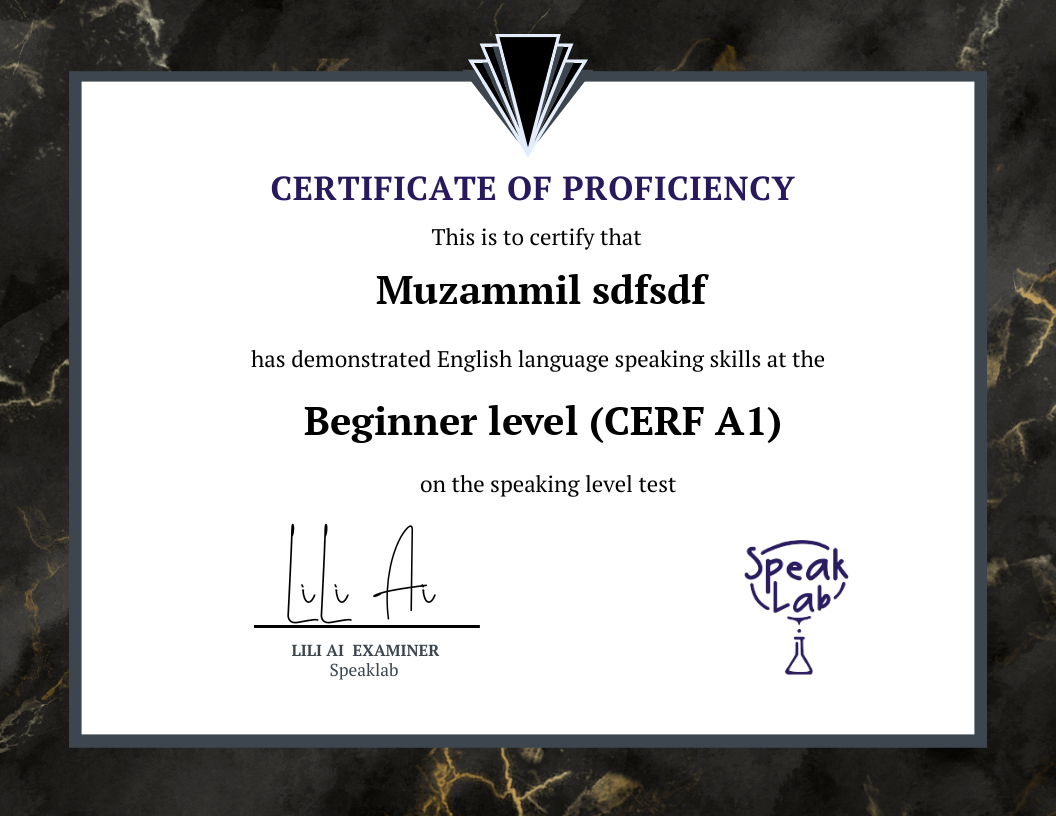 CERTIFICATE OF PROFICIENCY
This is to certify that
Muzammil sdfsdf
has demonstrated English language speaking skills at the
Beginner level (CERF A1)
on the speaking level test
LiLi Ai
LILI AI EXAMINER
Speaklab
Speak
Lab